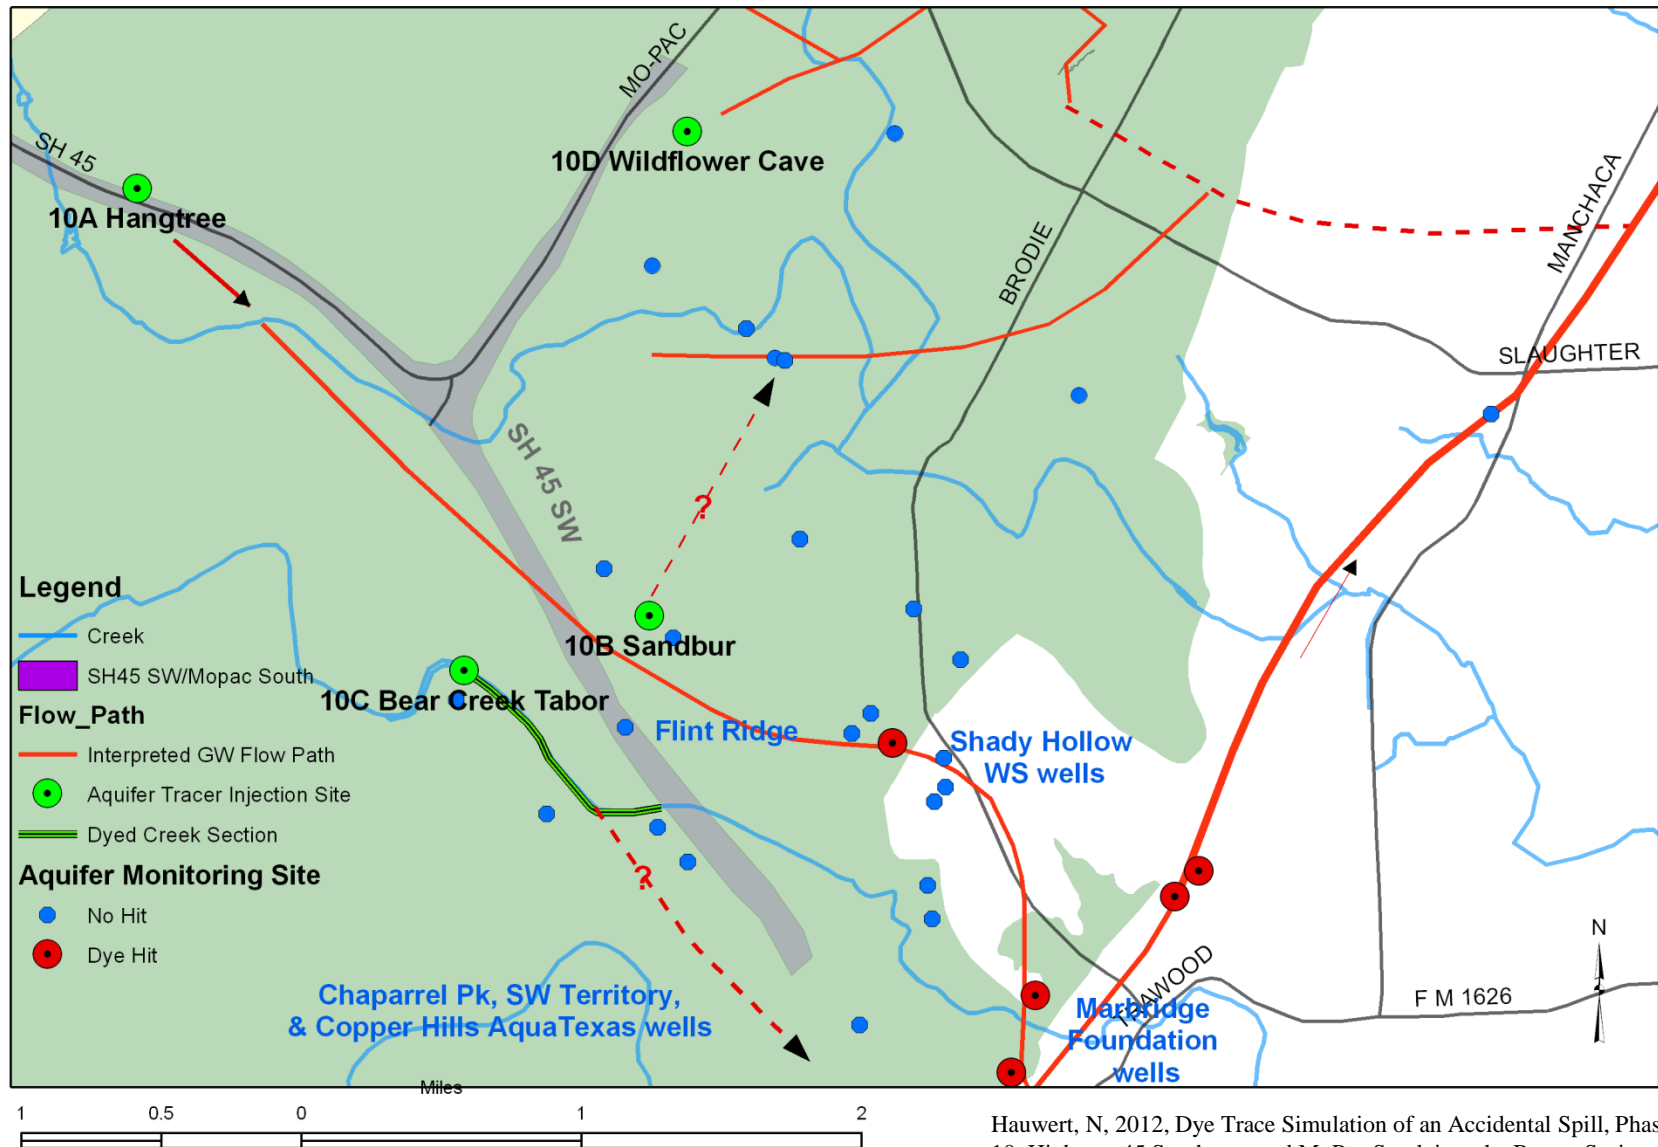 MO-PAC
SH 45
10D Wildflower Cave
10A Hangtree
MANCHACA
BRODIE
SLAUGHTER
SH 45 SW
?
Legend
Creek
SH45 SW/Mopac South
Flow_Path
Interpreted GW Flow Path
Aquifer Tracer Injection Site
Dyed Creek Section
Aquifer Monitoring Site
No Hit
Dye Hit
10B Sandbur
10C Bear Creek Tabor
Flint Ridge
Shady Hollow
WS wells
?
Chaparrel Pk, SW Territory,
& Copper Hills AquaTexas wells
Marbridge
Foundation
wells
F M 1626
N
Miles
1 0.5 0 1 2
Hauwert, N, 2012, Dye Trace Simulation of an Accidental Spill, Phas